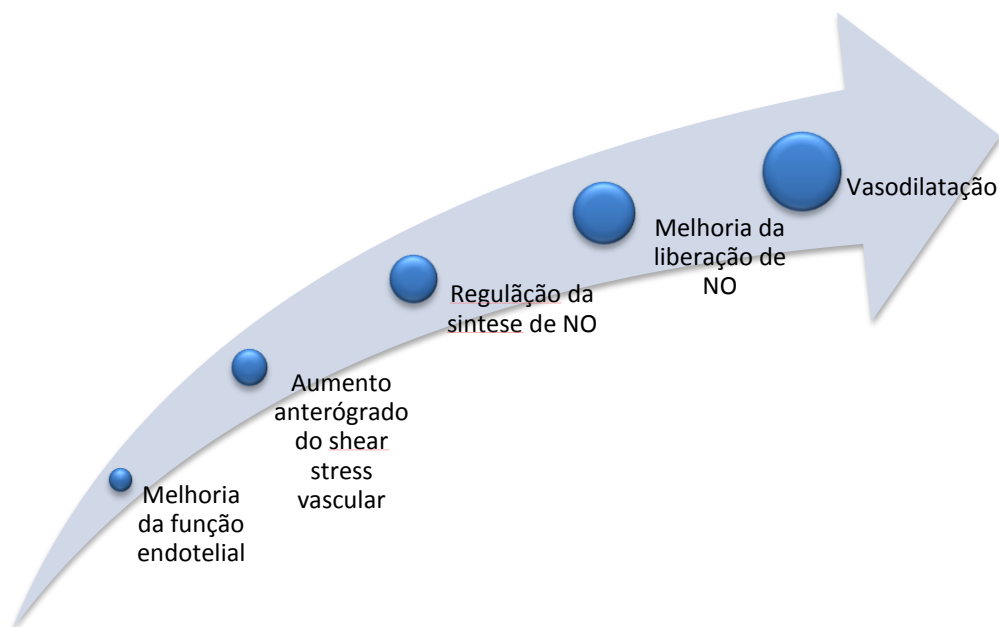 Vasodilatação
Melhoria da
liberação de
NO
Regulãção da
sintese de NO
Aumento
anterógrado
do shear
stress
vascular
Melhoria
da função
endotelial